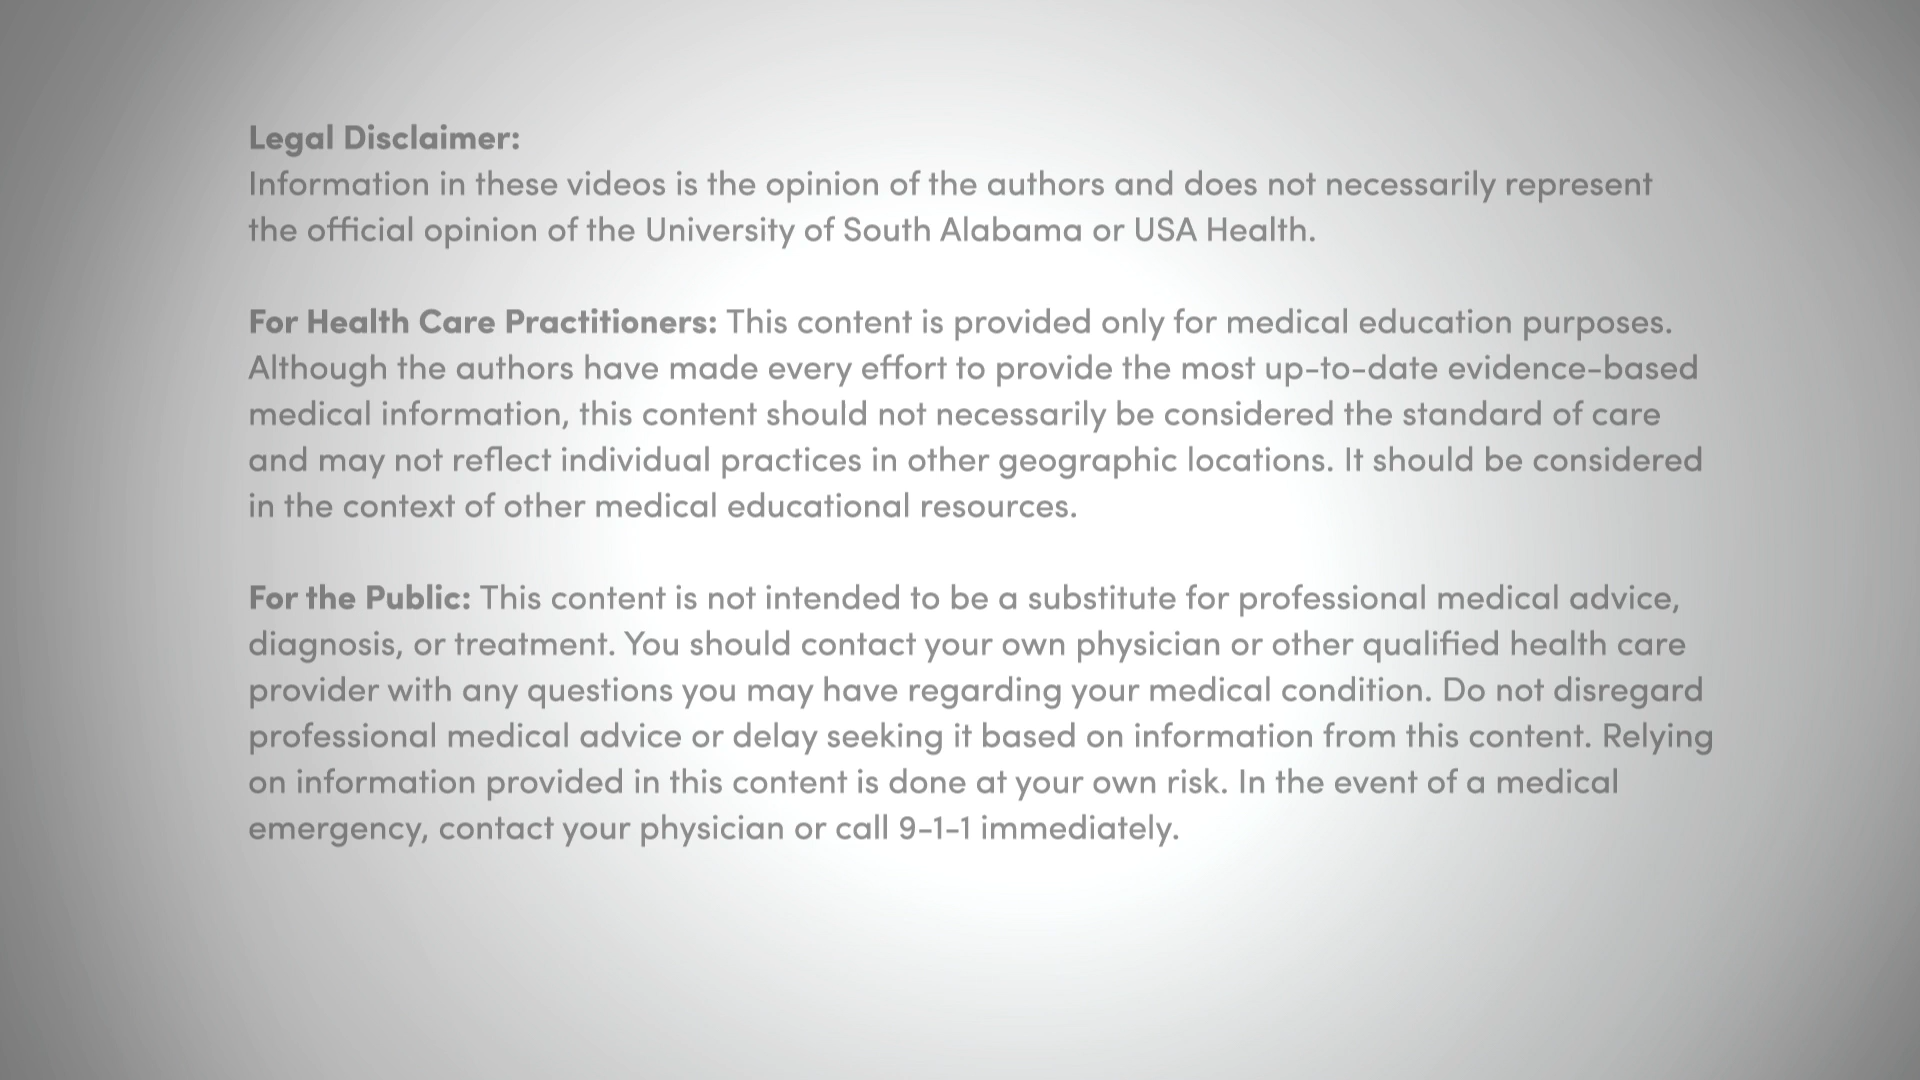 Legal Disclaimer:
Information in these videos is the opinion of the authors and does not necessarily represent
the official opinion of the University of South Alabama or USA Health.
For Health Care Practitioners: This content is provided only for medical education purposes.
Although the authors have made every effort to provide the most up-to-date evidence-based
medical information, this content should not necessarily be considered the standard of care
and may not reflect individual practices in other geographic locations. It should be considered
in the context of other medical educational resources.
For the Public: This content is not intended to be a substitute for professional medical advice,
diagnosis, or treatment. You should contact your own physician or other qualified health care
provider with any questions you may have regarding your medical condition. Do not disregard
professional medical advice or delay seeking it based on information from this content. Relying
on information provided in this content is done at your own risk. In the event of a medical
emergency, contact your physician or call 9-1-1 immediately.